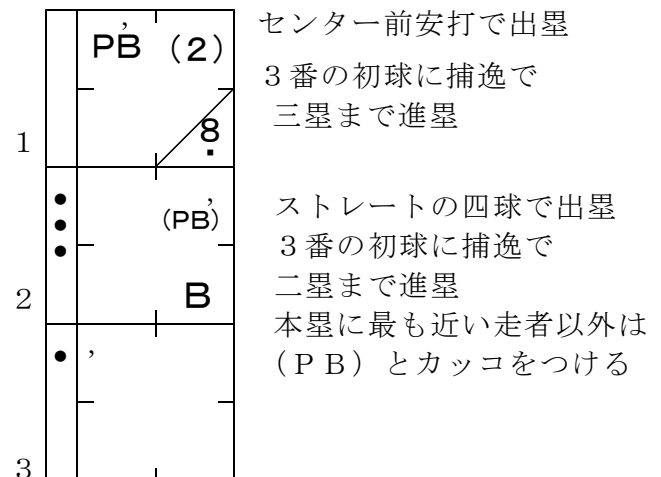 PB' (2)
8
センター前安打で出塁
３番の初球に捕逸で
三塁まで進塁
1
(PB')
B
ストレートの四球で出塁
３番の初球に捕逸で
二塁まで進塁
本塁に最も近い走者以外は
（ＰＢ）とカッコをつける
2
'
3